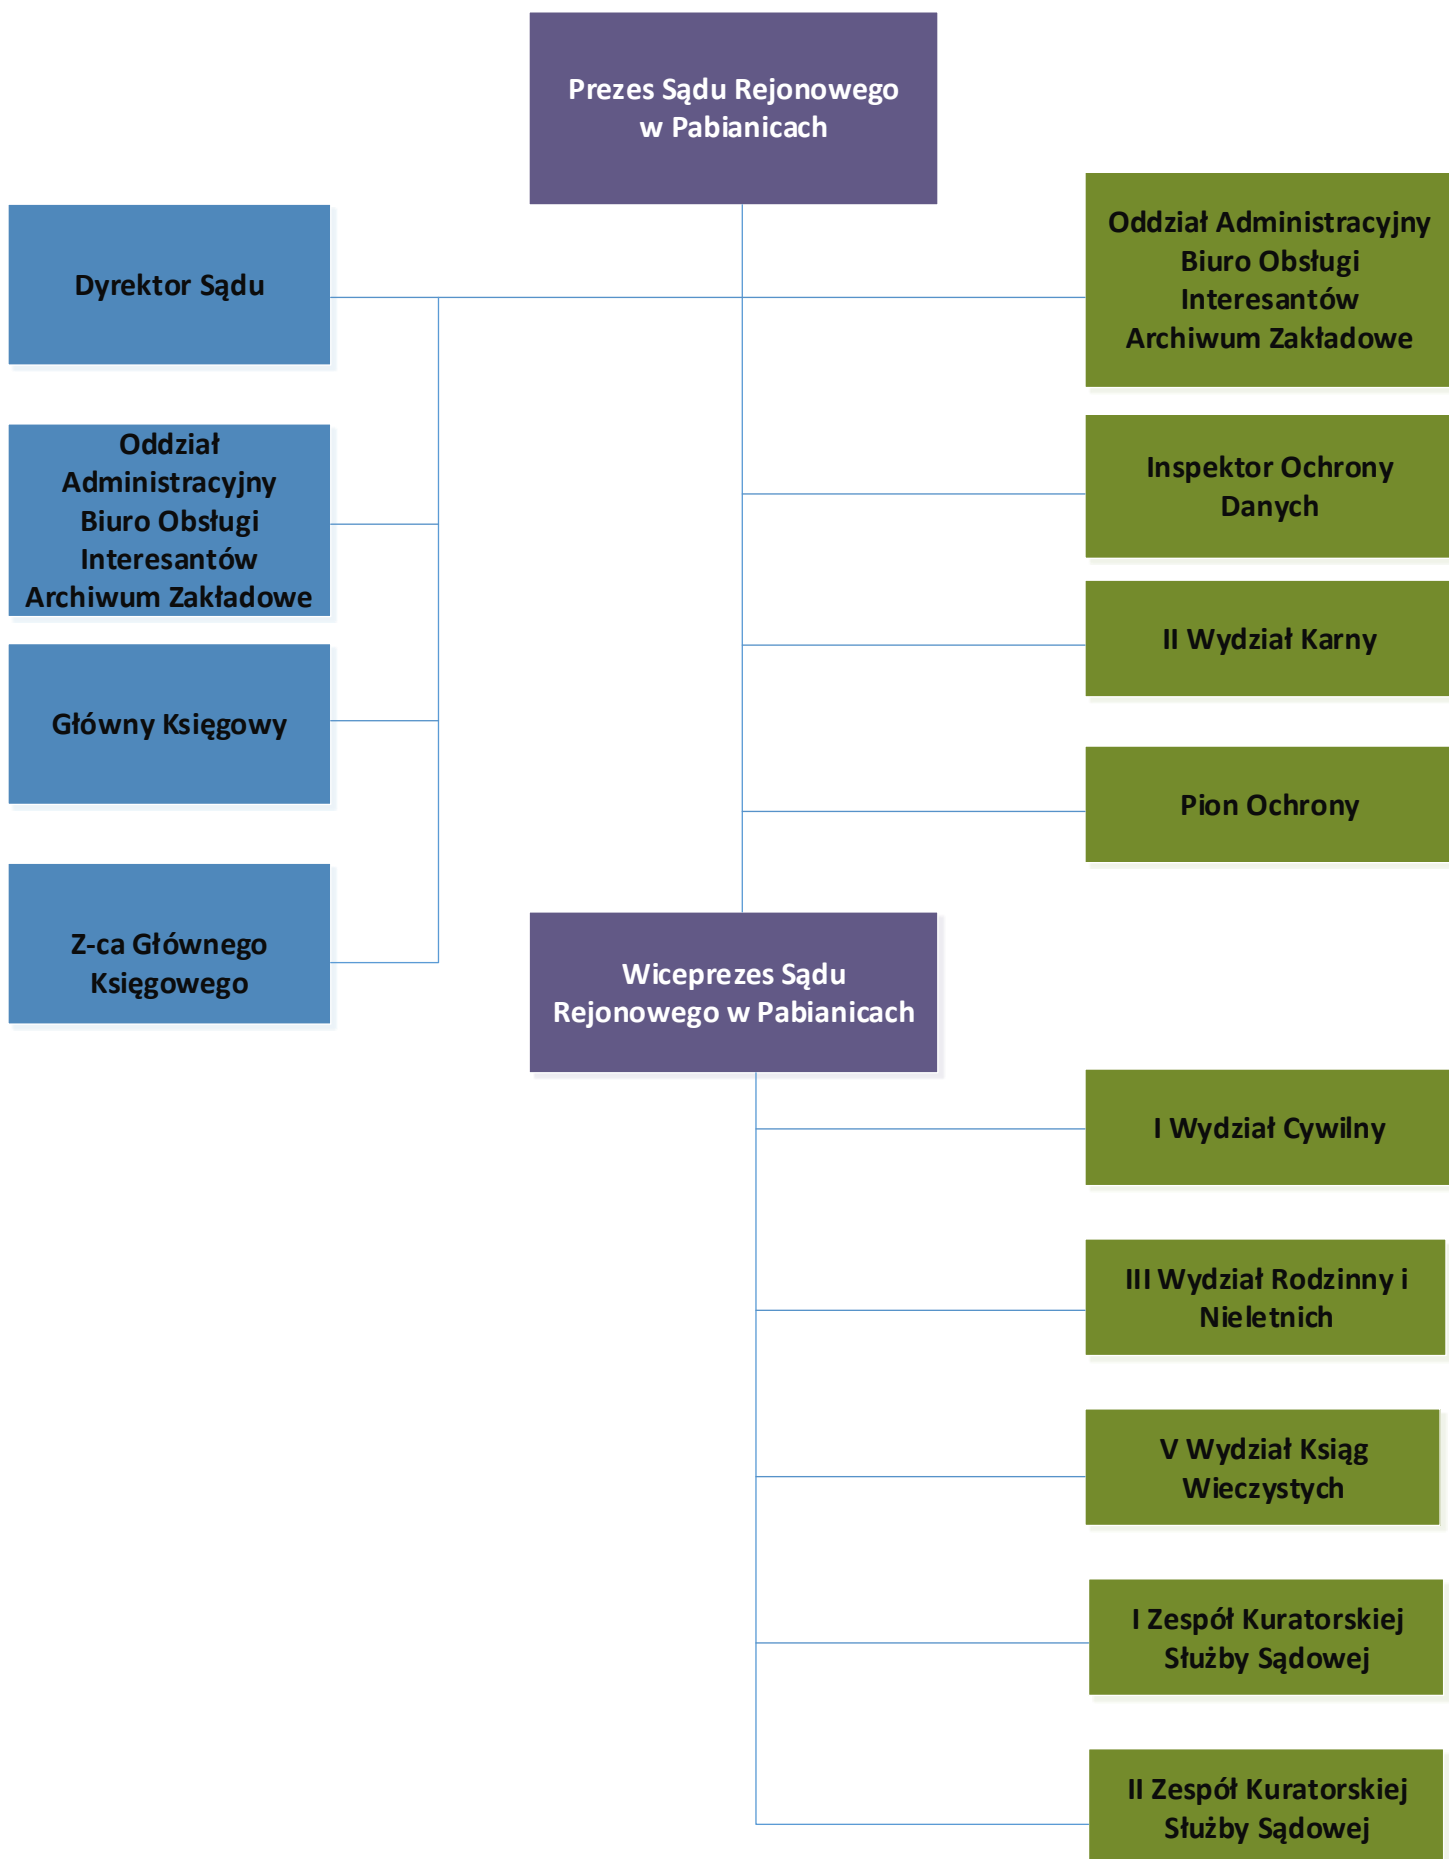 Prezes Sądu Rejonowego
w Pabianicach
Dyrektor Sądu
Oddział
Administracyjny
Biuro Obsługi
Interesantów
Archiwum Zakładowe
Główny Księgowy
Z-ca Głównego
Księgowego
Oddział Administracyjny
Biuro Obsługi
Interesantów
Archiwum Zakładowe
Inspektor Ochrony
Danych
II Wydział Karny
Pion Ochrony
Wiceprezes Sądu
Rejonowego w Pabianicach
I Wydział Cywilny
III Wydział Rodzinny i
Nieletnich
V Wydział Ksiąg
Wieczystych
I Zespół Kuratorskiej
Służby Sądowej
II Zespół Kuratorskiej
Służby Sądowej